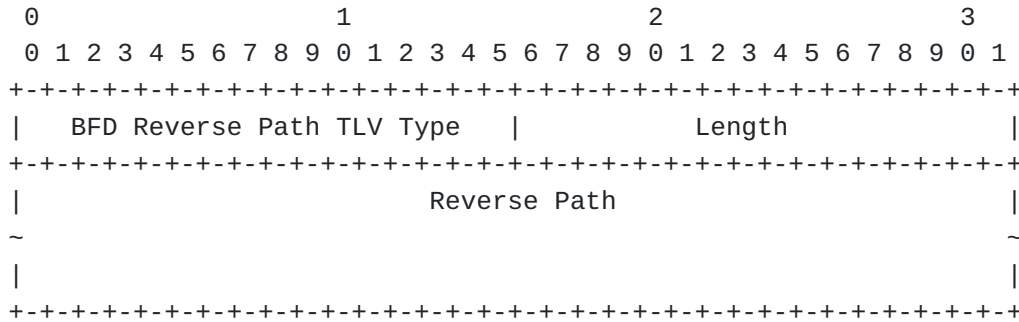 0                   1                   2                   3
 0 1 2 3 4 5 6 7 8 9 0 1 2 3 4 5 6 7 8 9 0 1 2 3 4 5 6 7 8 9 0 1
+-+-+-+-+-+-+-+-+-+-+-+-+-+-+-+-+-+-+-+-+-+-+-+-+-+-+-+-+-+-+-+-+
|   BFD Reverse Path TLV Type   |           Length              |
+-+-+-+-+-+-+-+-+-+-+-+-+-+-+-+-+-+-+-+-+-+-+-+-+-+-+-+-+-+-+-+-+
|                          Reverse Path                         |
~                                                               ~
|                                                               |
+-+-+-+-+-+-+-+-+-+-+-+-+-+-+-+-+-+-+-+-+-+-+-+-+-+-+-+-+-+-+-+-+